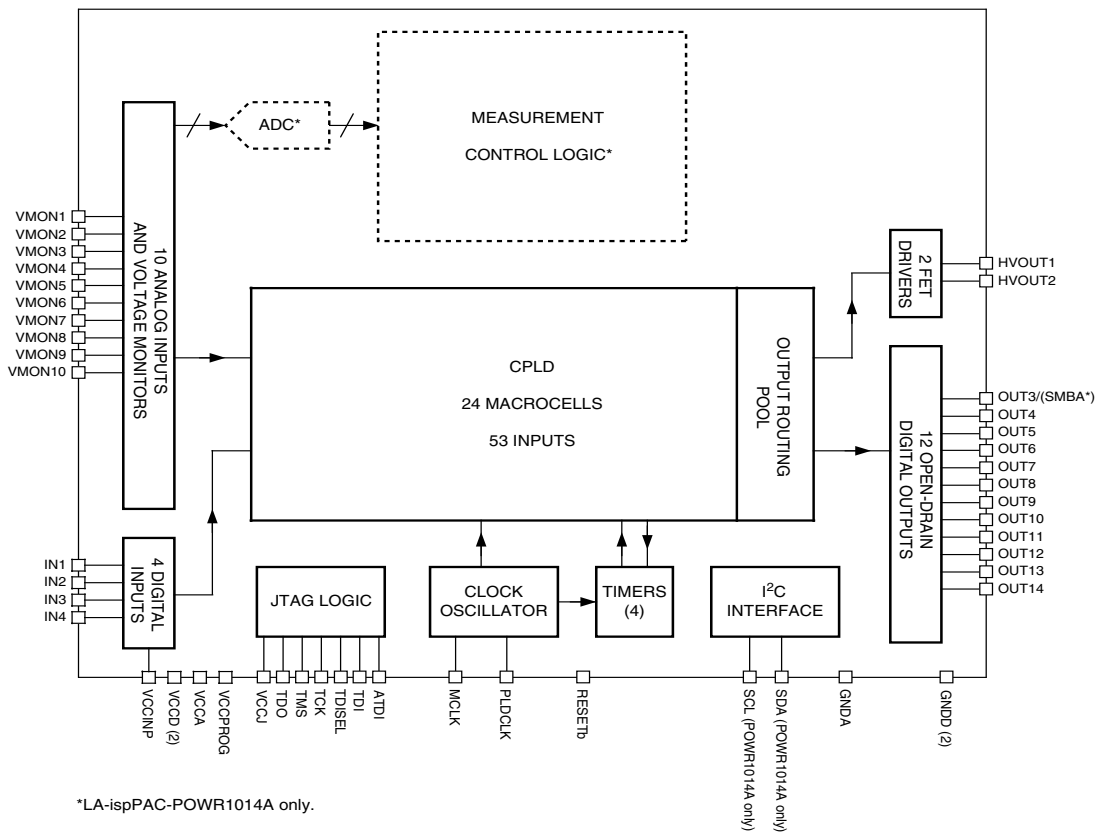 ADC*
MEASUREMENT
CONTROL LOGIC*
VMON1
VMON2
VMON3
VMON4
VMON5
VMON6
VMON7
VMON8
VMON9
VMON10
10 ANALOG INPUTS
AND VOLTAGE MONITORS
CPLD
24 MACROCELLS
53 INPUTS
OUTPUT ROUTING
POOL
2 FET
DRIVERS
HVOUT1
HVOUT2
12 OPEN-DRAIN
DIGITAL OUTPUTS
OUT3/(SMBA*)
OUT4
OUT5
OUT6
OUT7
OUT8
OUT9
OUT10
OUT11
OUT12
OUT13
OUT14
IN1
IN2
IN3
IN4
4 DIGITAL
INPUTS
JTAG LOGIC
CLOCK
OSCILLATOR
TIMERS
(4)
I²C
INTERFACE
VCCINP
VCCD (2)
VCCA
VCCPROG
VCCJ
TDO
TMS
TCK
TDISEL
TDI
ATDI
MCLK
PLDCLK
RESETb
SCL (POWR1014A only)
SDA (POWR1014A only)
GNDA
GNDD (2)
*LA-ispPAC-POWR1014A only.